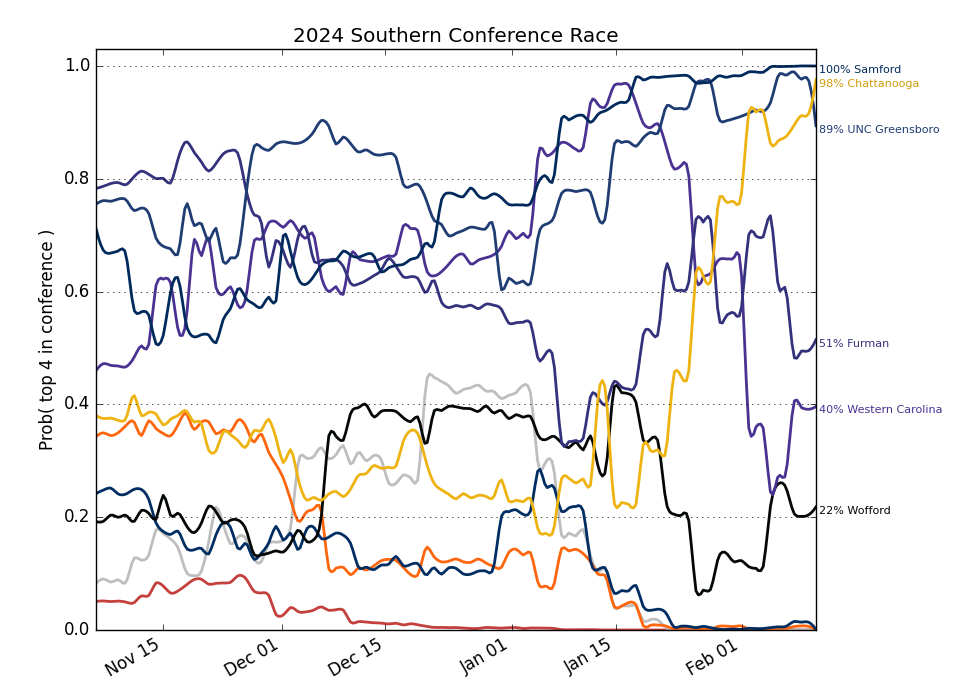 2024 Southern Conference Race
Prob( top 4 in conference )
1.0
0.8
0.6
0.4
0.2
0.0
Nov 15
Dec 01
Dec 15
Jan 01
Jan 15
Feb 01
100% Samford
98% Chattanooga
89% UNC Greensboro
51% Furman
40% Western Carolina
22% Wofford